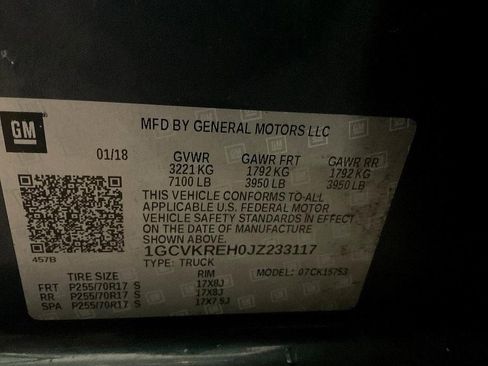 GM
MFD BY GENERAL MOTORS LLC
01/18 GVWR GAWR FRT GAWR RR
3221 KG 1792 KG 1792 KG
7100 LB 3950 LB 3950 LB
THIS VEHICLE CONFORMS TO ALL
APPLICABLE U.S. FEDERAL MOTOR
VEHICLE SAFETY STANDARDS IN EFFECT
ON THE DATE OF MANUFACTURE
457B
1GCVKREH0JZ233117
TYPE: TRUCK MODEL: 07CK15753
TIRE SIZE RIM
FRT P255/70R17 S 17X8J
RR P255/70R17 S 17X8J
SPA P255/70R17 S 17X7.5J